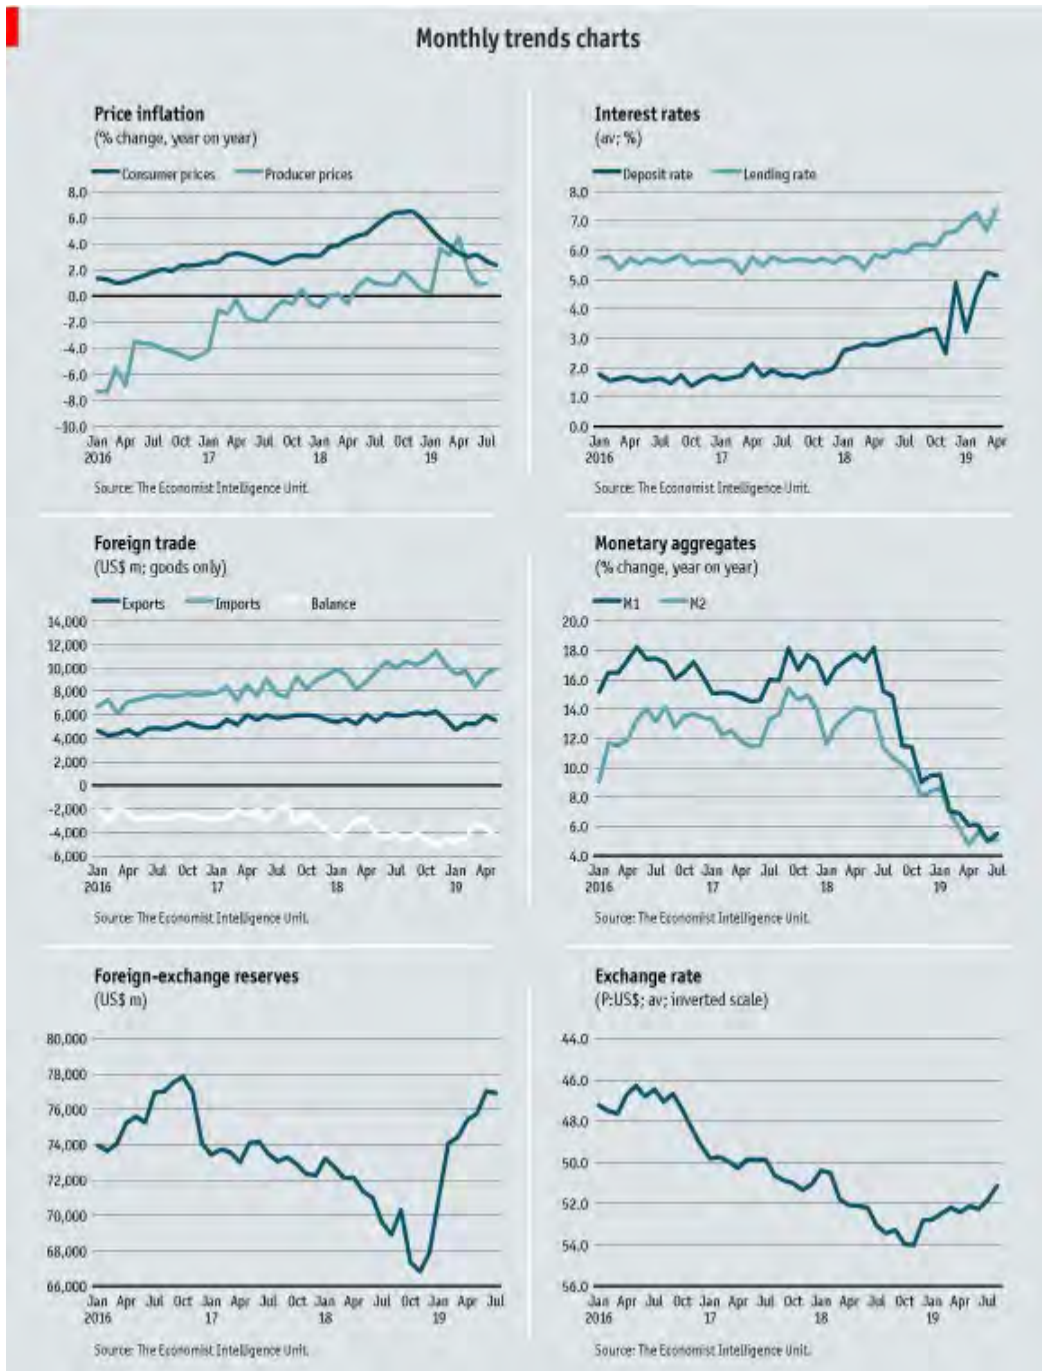 Monthly trends charts
Price inflation
(% change, year on year)
Consumer prices Producer prices
8.0
6.0
4.0
2.0
0.0
-2.0
-4.0
-6.0
-8.0
-10.0
Jan Apr Jul Oct Jan Apr Jul Oct Jan Apr Jul Oct Jan Apr Jul
2016 17 18 19
Source: The Economist Intelligence Unit.
Interest rates
(av; %)
Deposit rate Lending rate
8.0
7.0
6.0
5.0
4.0
3.0
2.0
1.0
0.0
Jan Apr Jul Oct Jan Apr Jul Oct Jan Apr Jul Oct Jan Apr
2016 17 18 19
Source: The Economist Intelligence Unit.
Foreign trade
(US$ m; goods only)
Exports Imports Balance
14,000
12,000
10,000
8,000
6,000
4,000
2,000
0
-2,000
-4,000
-6,000
Jan Apr Jul Oct Jan Apr Jul Oct Jan Apr Jul Oct Jan Apr
2016 17 18 19
Source: The Economist Intelligence Unit.
Monetary aggregates
(% change, year on year)
M1 M2
20.0
18.0
16.0
14.0
12.0
10.0
8.0
6.0
4.0
Jan Apr Jul Oct Jan Apr Jul Oct Jan Apr Jul Oct Jan Apr Jul
2016 17 18 19
Source: The Economist Intelligence Unit.
Foreign-exchange reserves
(US$ m)
80,000
78,000
76,000
74,000
72,000
70,000
68,000
66,000
Jan Apr Jul Oct Jan Apr Jul Oct Jan Apr Jul Oct Jan Apr Jul
2016 17 18 19
Source: The Economist Intelligence Unit.
Exchange rate
(P:US$; av; inverted scale)
44.0
46.0
48.0
50.0
52.0
54.0
56.0
Jan Apr Jul Oct Jan Apr Jul Oct Jan Apr Jul Oct Jan Apr Jul
2016 17 18 19
Source: The Economist Intelligence Unit.